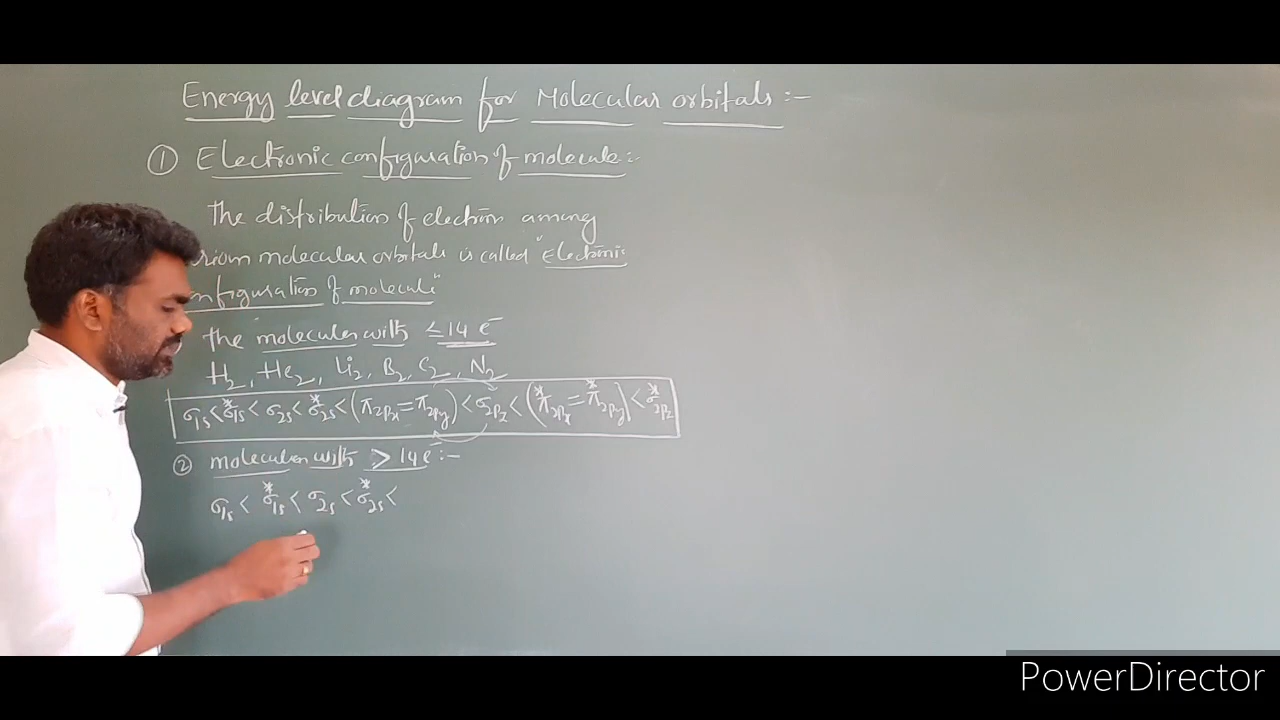 Energy level diagram for Molecular orbitals :-
① Electronic configuration of molecule :-
The distribution of electron among
molecular orbitals is called "Electronic
configuration of molecule"
The molecules with ≤ 14 e⁻
H₂, He₂, Li₂, B₂, C₂, N₂
σ1s < σ*1s < σ2s < σ*2s < (π2px = π2py) < σ2pz < (π*2px = π*2py) < σ*2pz
② molecules with > 14 e⁻ :-
σ1s < σ*1s < σ2s < σ*2s <
PowerDirector